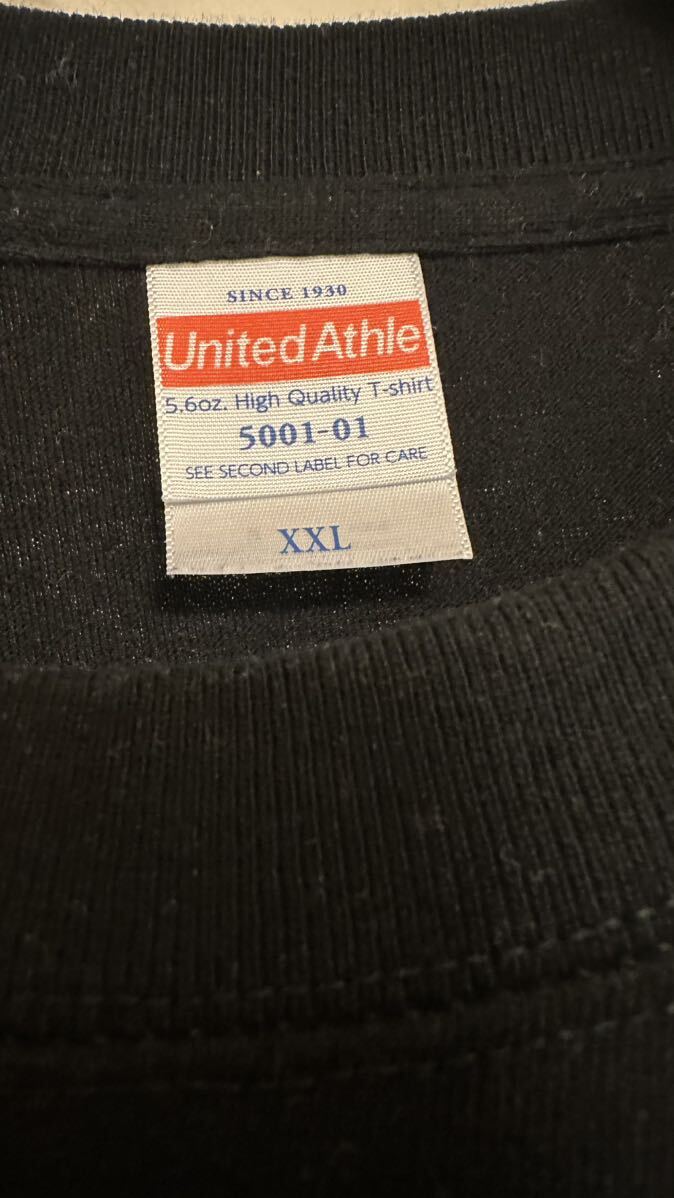 SINCE 1930
United Athle
5.6oz. High Quality T-shirt
5001-01
SEE SECOND LABEL FOR CARE
XXL